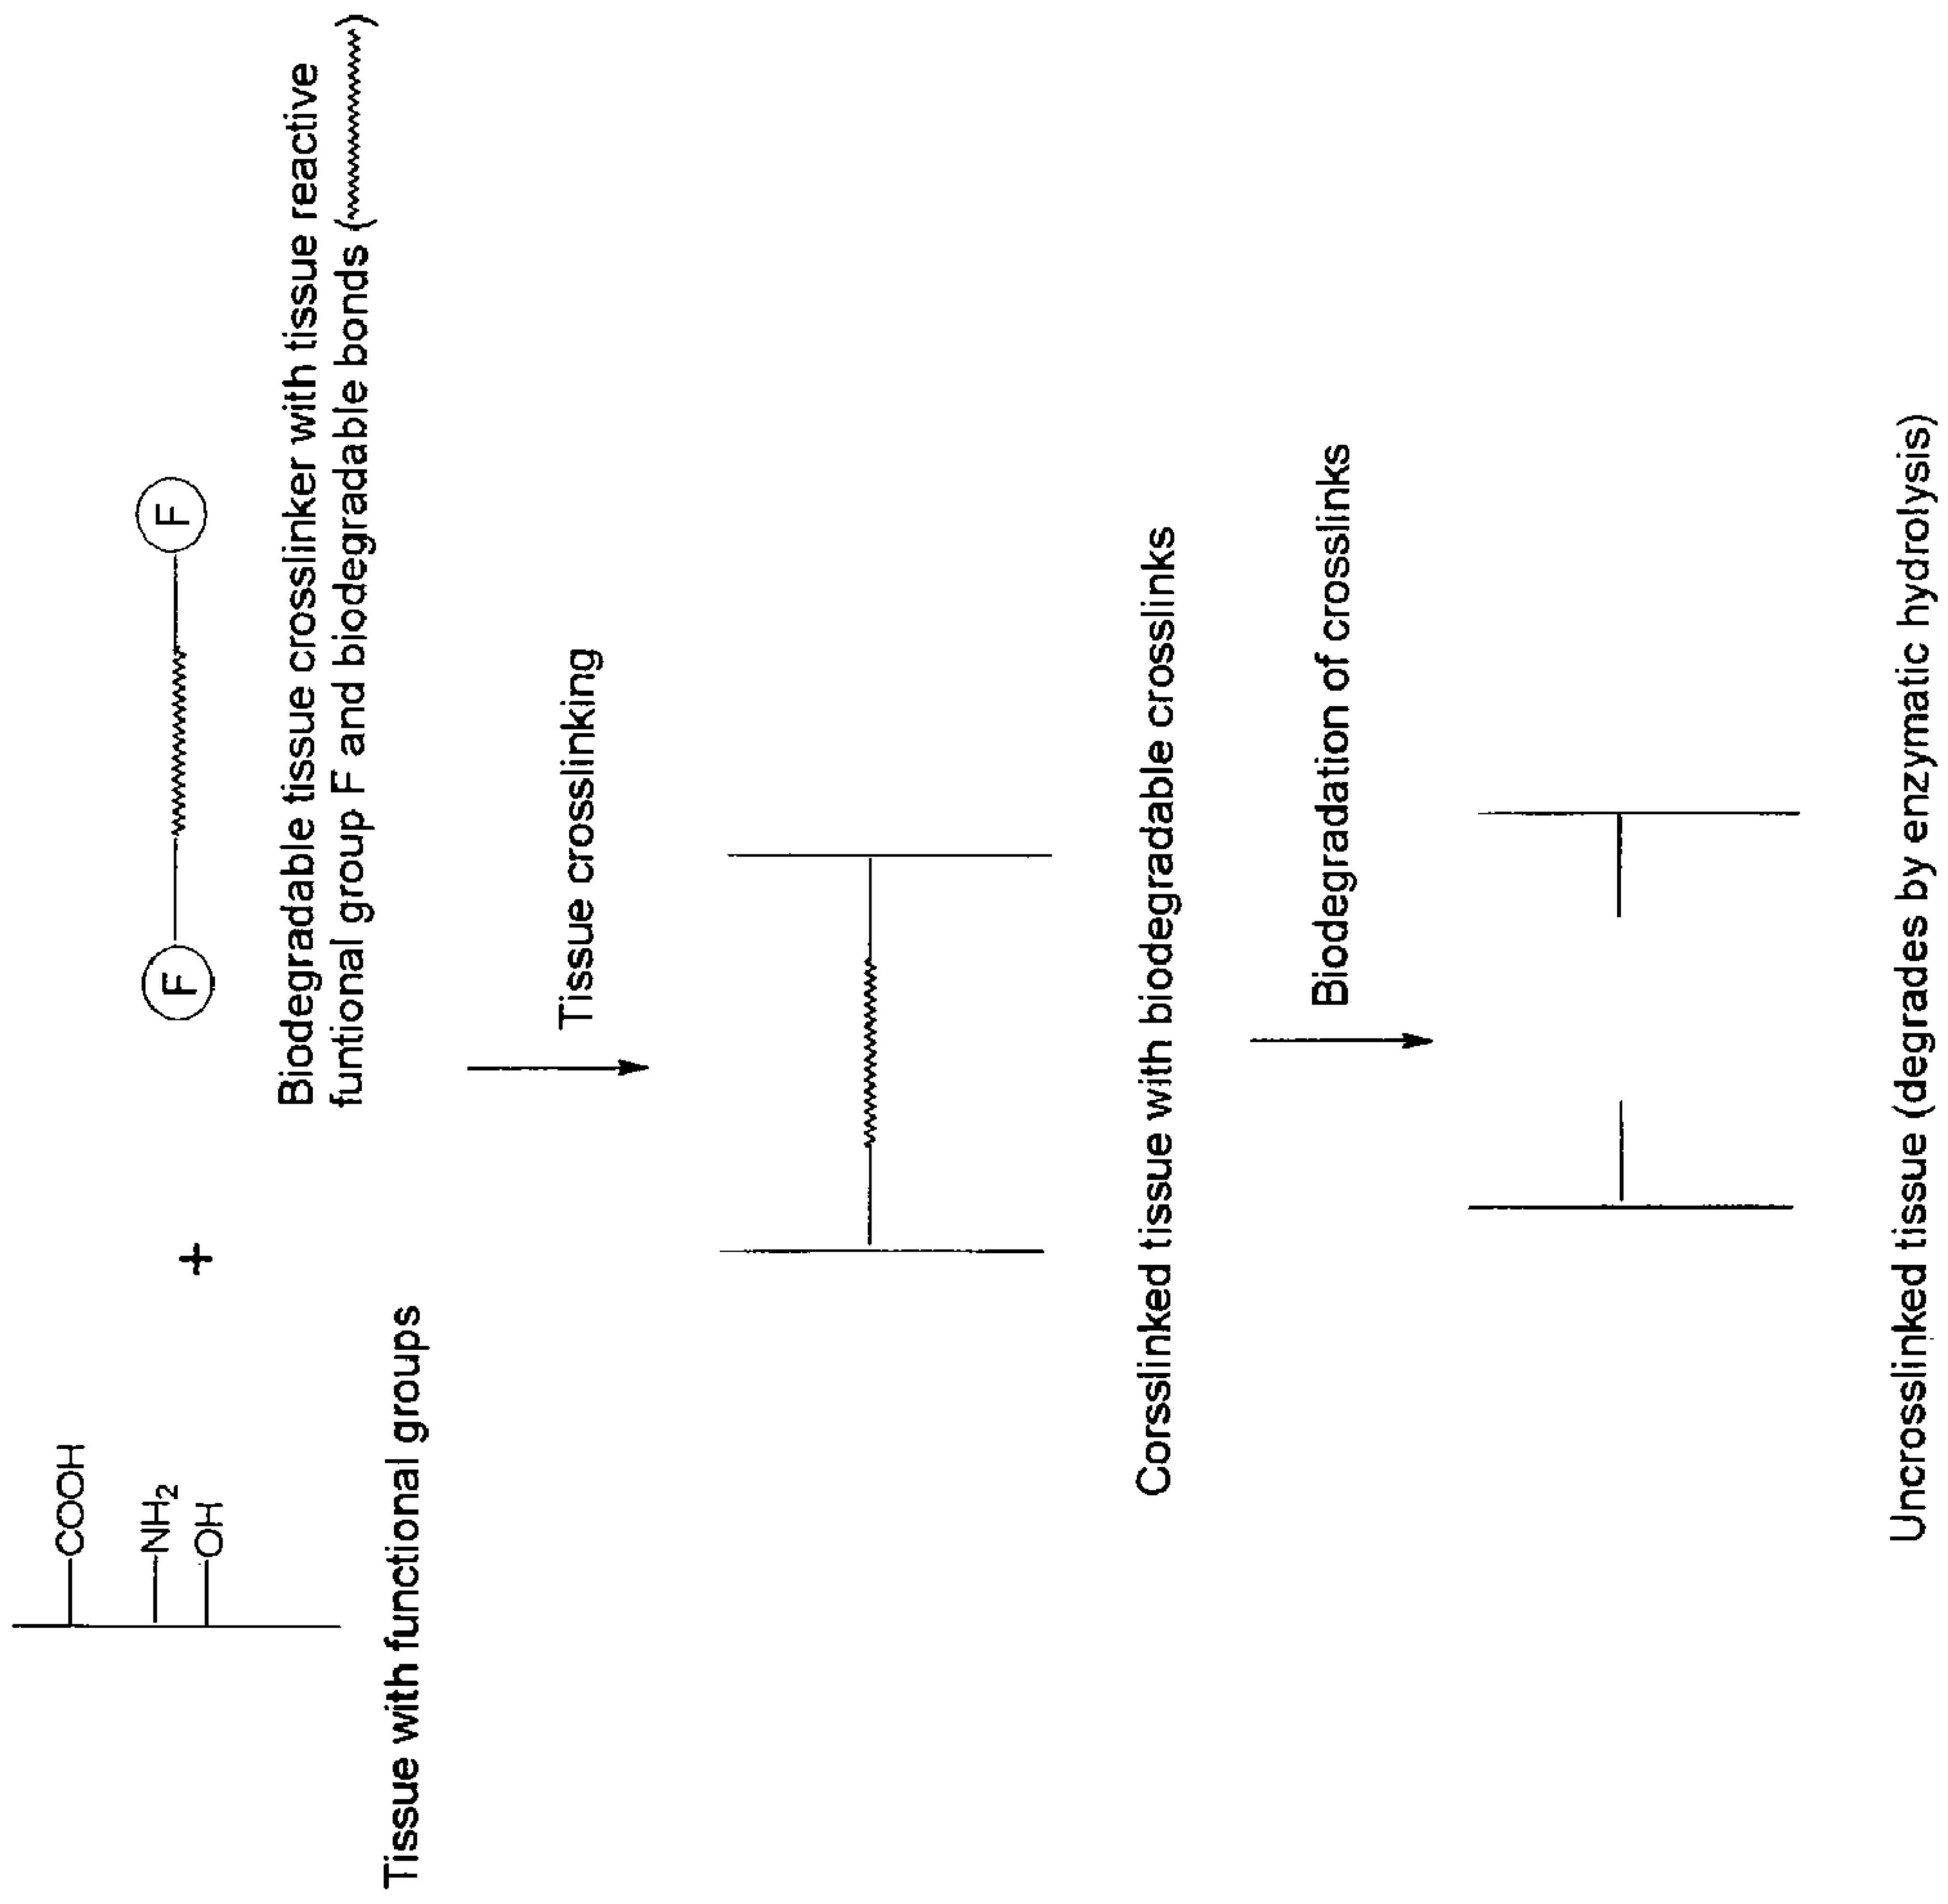 COOH
NH2
OH
+
F
F
Tissue with functional groups
Biodegradable tissue crosslinker with tissue reactive
funtional group F and biodegradable bonds ( )
Tissue crosslinking
Corsslinked tissue with biodegradable crosslinks
Biodegradation of crosslinks
Uncrosslinked tissue (degrades by enzymatic hydrolysis)